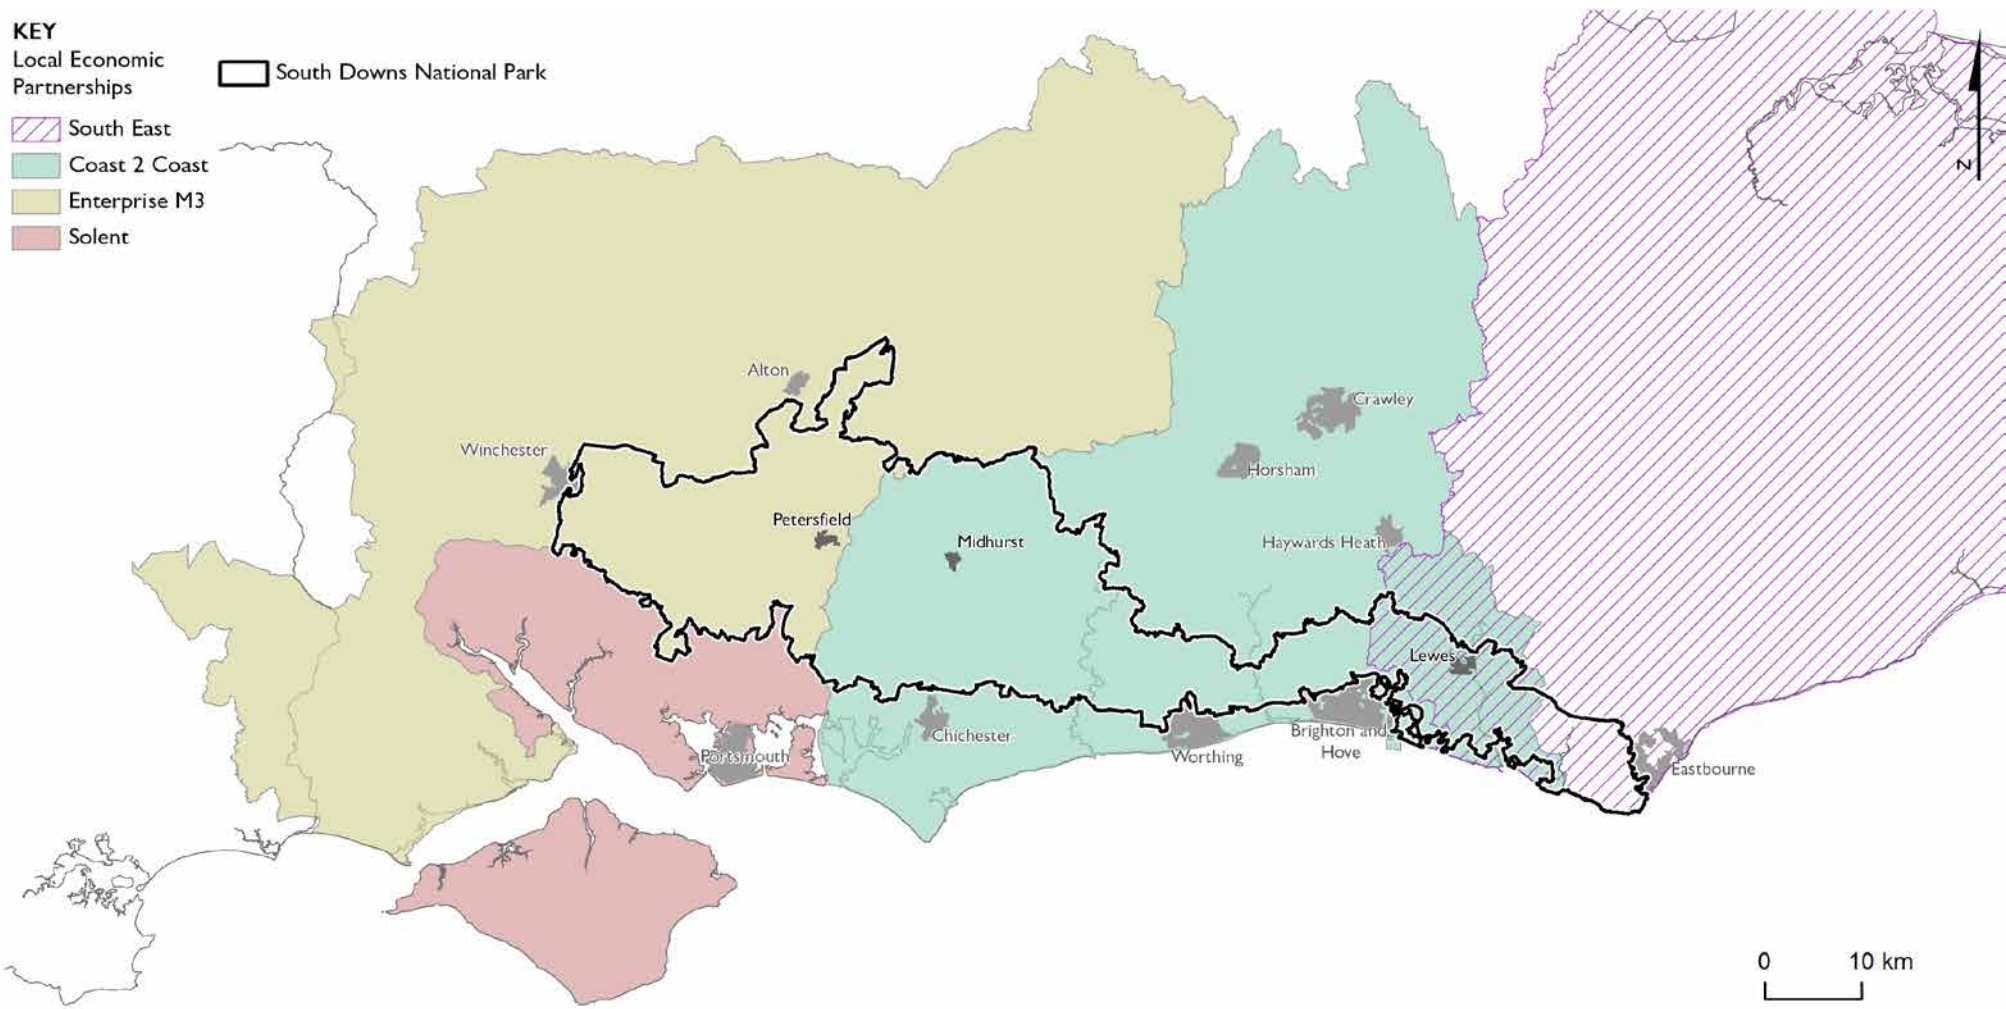 KEY
Local Economic
Partnerships
South Downs National Park
South East
Coast 2 Coast
Enterprise M3
Solent
N
Alton
Crawley
Winchester
Horsham
Petersfield
Midhurst
Haywards Heath
Lewes
Chichester
Portsmouth
Worthing
Brighton and
Hove
Eastbourne
0 10 km